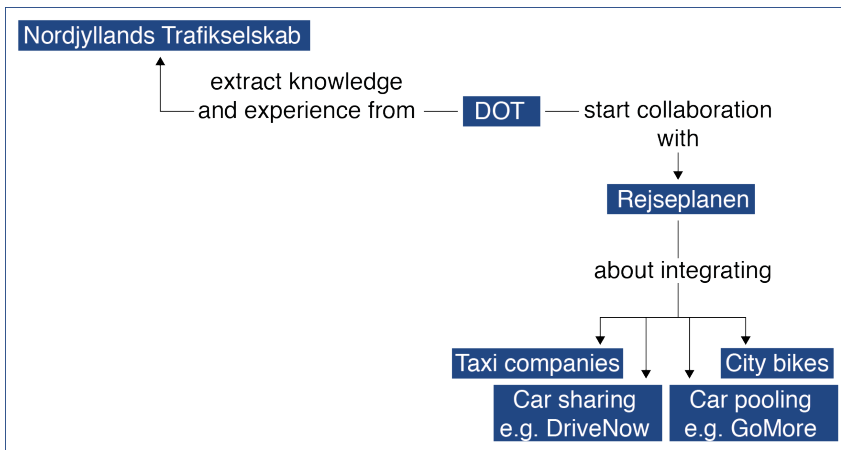 Nordjyllands Trafikselskab
extract knowledge
and experience from
DOT
start collaboration
with
Rejseplanen
about integrating
Taxi companies
City bikes
Car sharing
e.g. DriveNow
Car pooling
e.g. GoMore